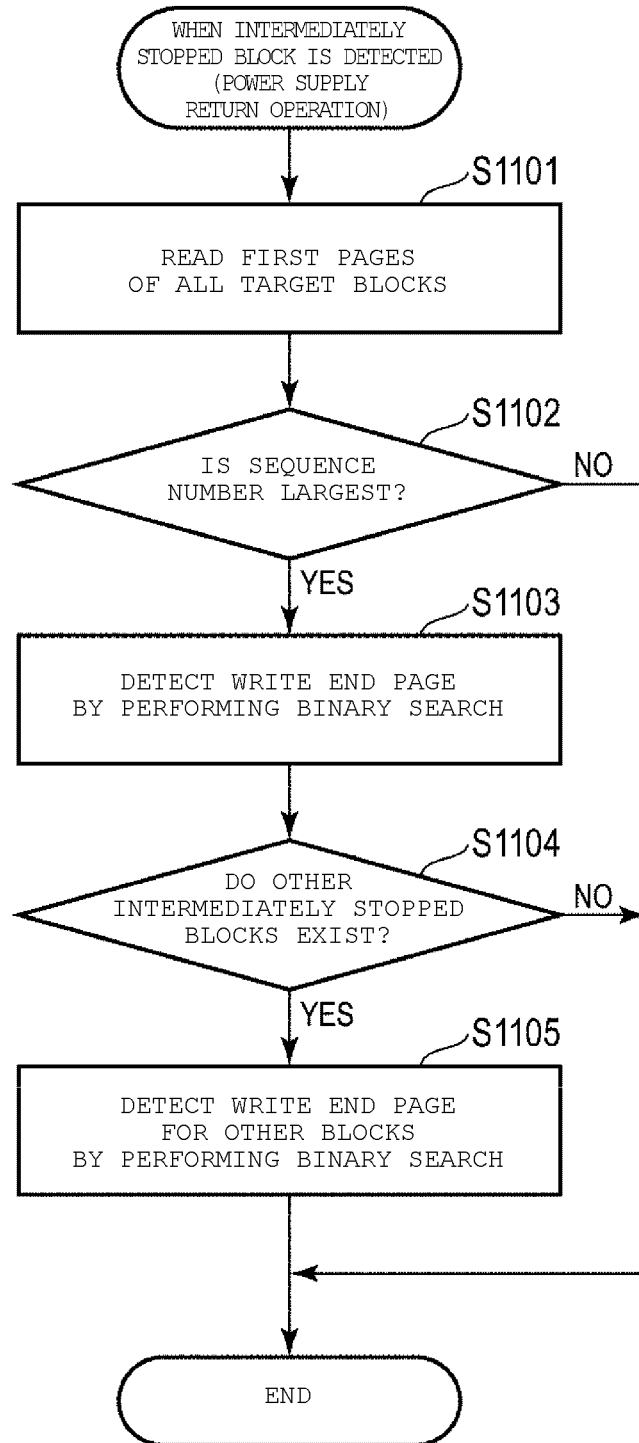 WHEN INTERMEDIATELY
STOPPED BLOCK IS DETECTED
(POWER SUPPLY
RETURN OPERATION)
S1101
READ FIRST PAGES
OF ALL TARGET BLOCKS
S1102
IS SEQUENCE
NUMBER LARGEST?
NO
YES
S1103
DETECT WRITE END PAGE
BY PERFORMING BINARY SEARCH
S1104
DO OTHER
INTERMEDIATELY STOPPED
BLOCKS EXIST?
NO
YES
S1105
DETECT WRITE END PAGE
FOR OTHER BLOCKS
BY PERFORMING BINARY SEARCH
END